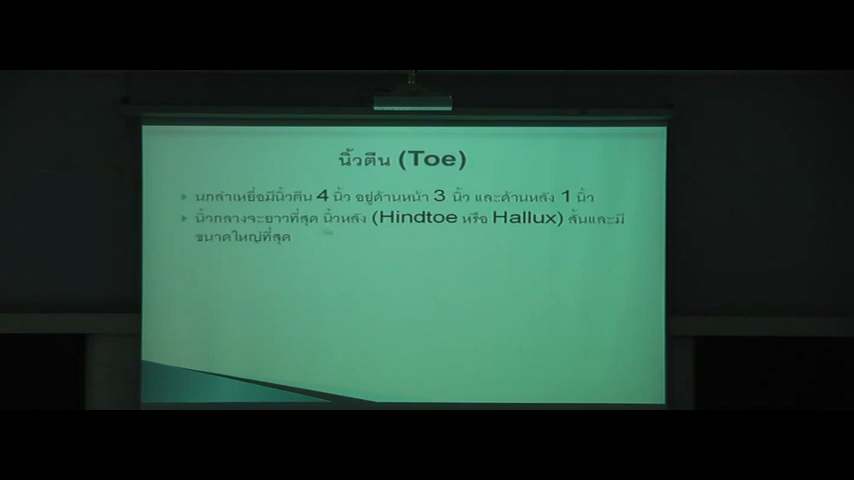 นิ้วตีน (Toe)
นกล่าเหยื่อมีนิ้วตีน 4 นิ้ว อยู่ด้านหน้า 3 นิ้ว และด้านหลัง 1 นิ้ว
นิ้วกลางจะยาวที่สุด นิ้วหลัง (Hindtoe หรือ Hallux) สั้นและมี
ขนาดใหญ่ที่สุด